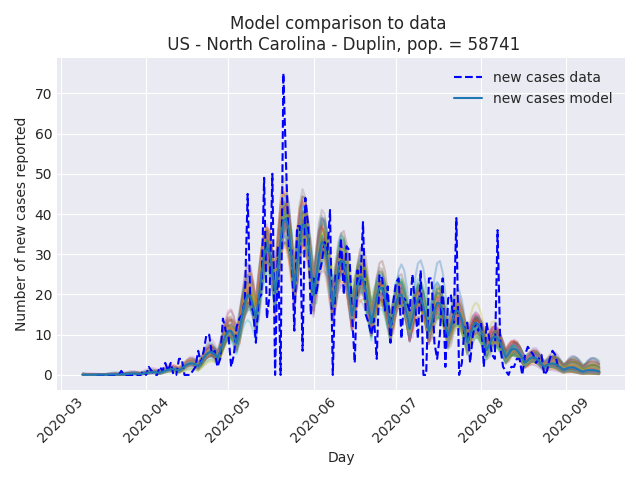 Model comparison to data
US - North Carolina - Duplin, pop. = 58741
new cases data
new cases model
Number of new cases reported
70
60
50
40
30
20
10
0
2020-03
2020-04
2020-05
2020-06
2020-07
2020-08
2020-09
Day